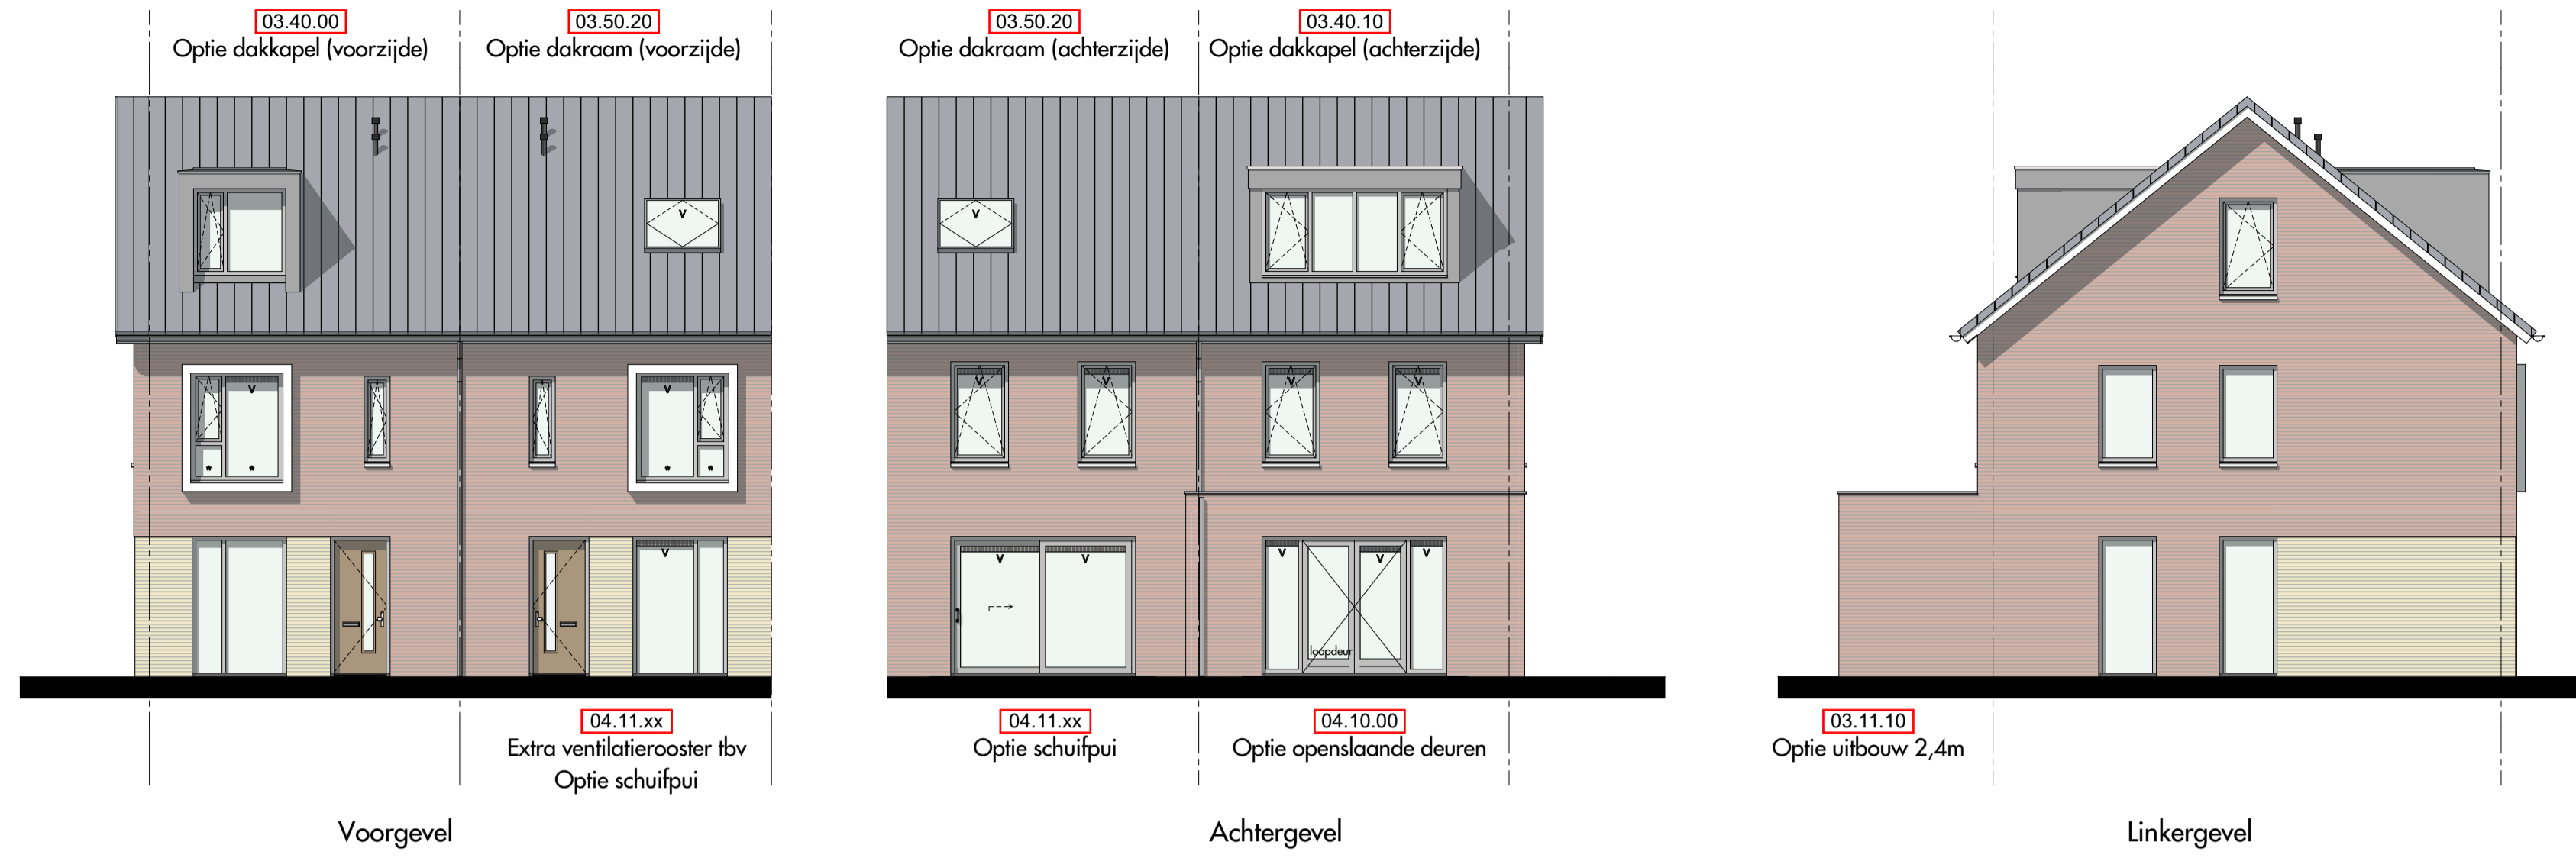 03.40.00
Optie dakkapel (voorzijde)
03.50.20
Optie dakraam (voorzijde)
03.50.20
Optie dakraam (achterzijde)
03.40.10
Optie dakkapel (achterzijde)
loopdeur
04.11.xx
Extra ventilatierooster tbv
Optie schuifpui
04.11.xx
Optie schuifpui
04.10.00
Optie openslaande deuren
03.11.10
Optie uitbouw 2,4m
Voorgevel
Achtergevel
Linkergevel